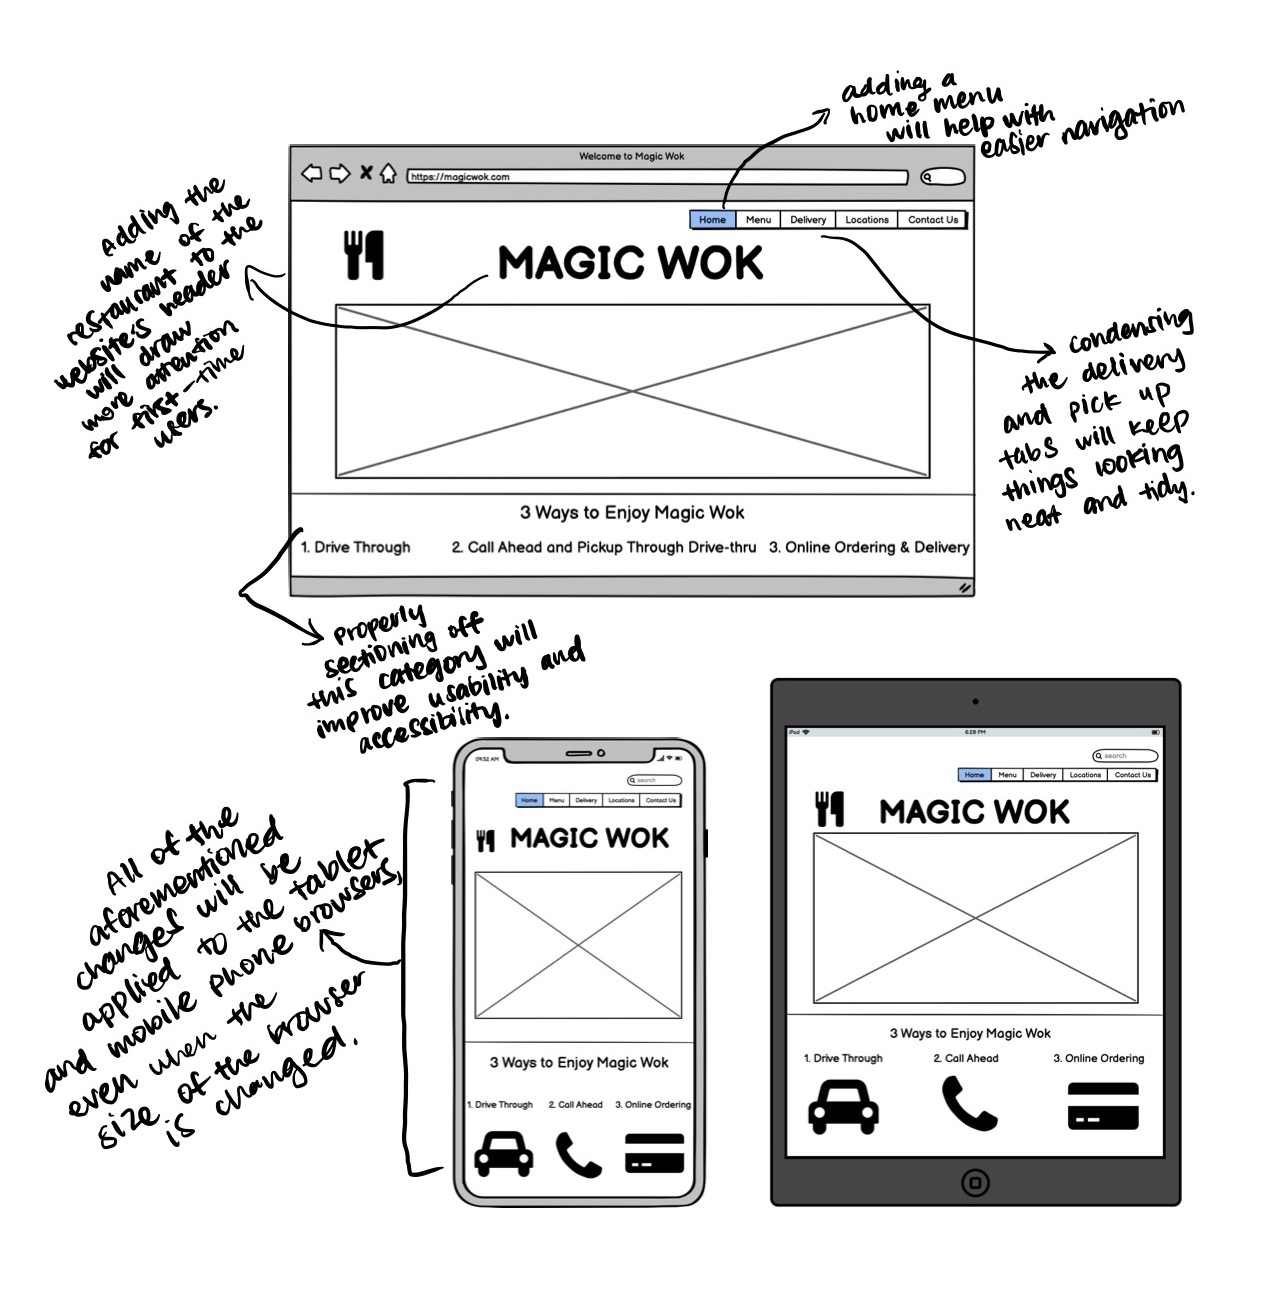 adding a
home menu
will help with
easier navigation
Welcome to Magic Wok
https://magicwok.com
Home Menu Delivery Locations Contact Us
MAGIC WOK
Adding the
name of the
restaurant to the
website's header
will draw
more attention
for first-time
users.
condensing
the delivery
and pick up
tabs will keep
things looking
neat and tidy.
3 Ways to Enjoy Magic Wok
1. Drive Through 2. Call Ahead and Pickup Through Drive-thru 3. Online Ordering & Delivery
Properly
sectioning off
this category will
improve usability and
accessibility.
All of the
aforementioned
changes will be
applied to the tablet
and mobile phone browsers,
even when the
size of the browser
is changed.
09:52 AM
search
Home Menu Delivery Locations Contact Us
MAGIC WOK
3 Ways to Enjoy Magic Wok
1. Drive Through 2. Call Ahead 3. Online Ordering
iPad 6:28 PM
search
Home Menu Delivery Locations Contact Us
MAGIC WOK
3 Ways to Enjoy Magic Wok
1. Drive Through 2. Call Ahead 3. Online Ordering